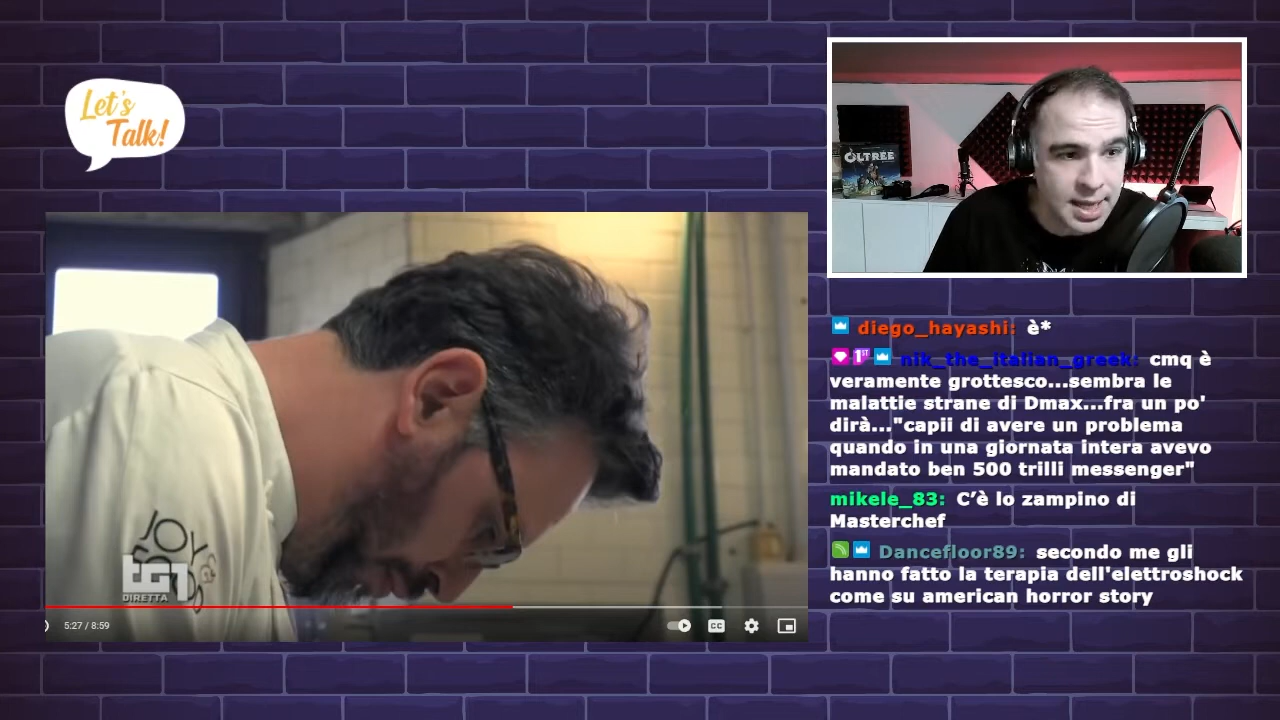 Let's
Talk!
OLTRÉE
JOY
tg1
DIRETTA
5:27 / 8:59
CC
diego_hayashi: è*
1ST nik_the_italian_greek: cmq è
veramente grottesco...sembra le
malattie strane di Dmax...fra un po'
dirà..."capii di avere un problema
quando in una giornata intera avevo
mandato ben 500 trilli messenger"
mikele_83: C'è lo zampino di
Masterchef
Dancefloor89: secondo me gli
hanno fatto la terapia dell'elettroshock
come su american horror story